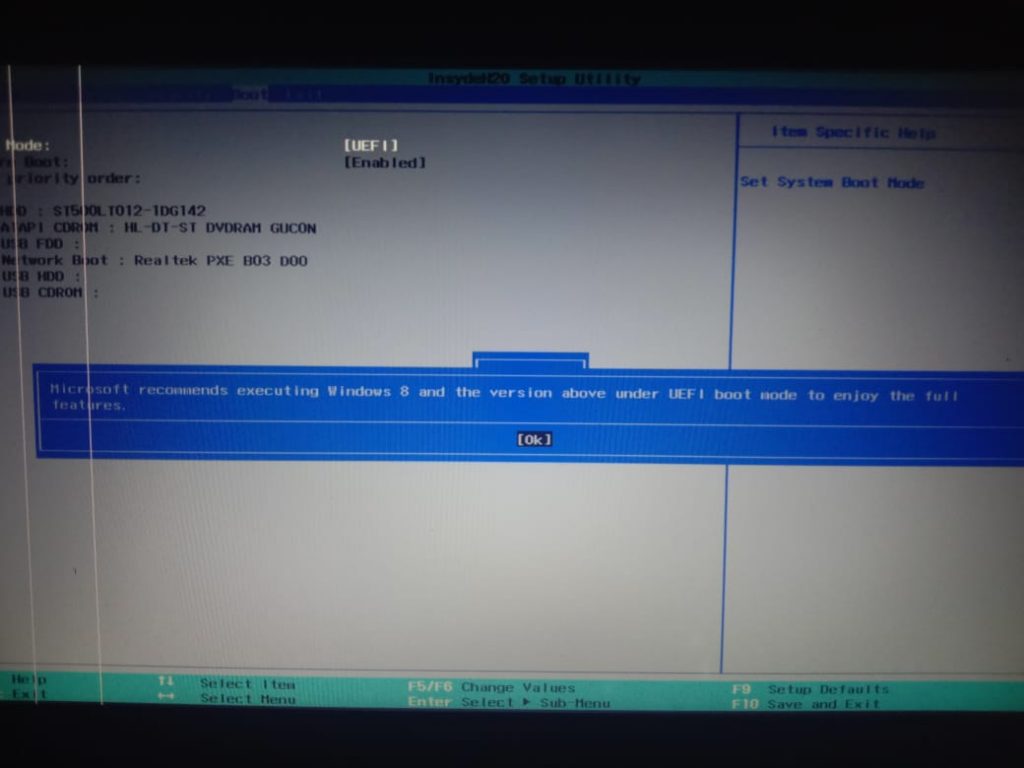 InsydeH20 Setup Utility
Boot Exit
Mode: [UEFI]
Boot: [Enabled]
priority order:
HDD : ST500LT012-1DG142
ATAPI CDROM : HL-DT-ST DVDRAM GUCON
USB FDD :
Network Boot : Realtek PXE B03 D00
USB HDD :
USB CDROM :
Item Specific Help
Set System Boot Mode
Microsoft recommends executing Windows 8 and the version above under UEFI boot mode to enjoy the full
features.
[Ok]
Help ↑↓ Select Item F5/F6 Change Values F9 Setup Defaults
Exit ↔ Select Menu Enter Select ▶ Sub-Menu F10 Save and Exit